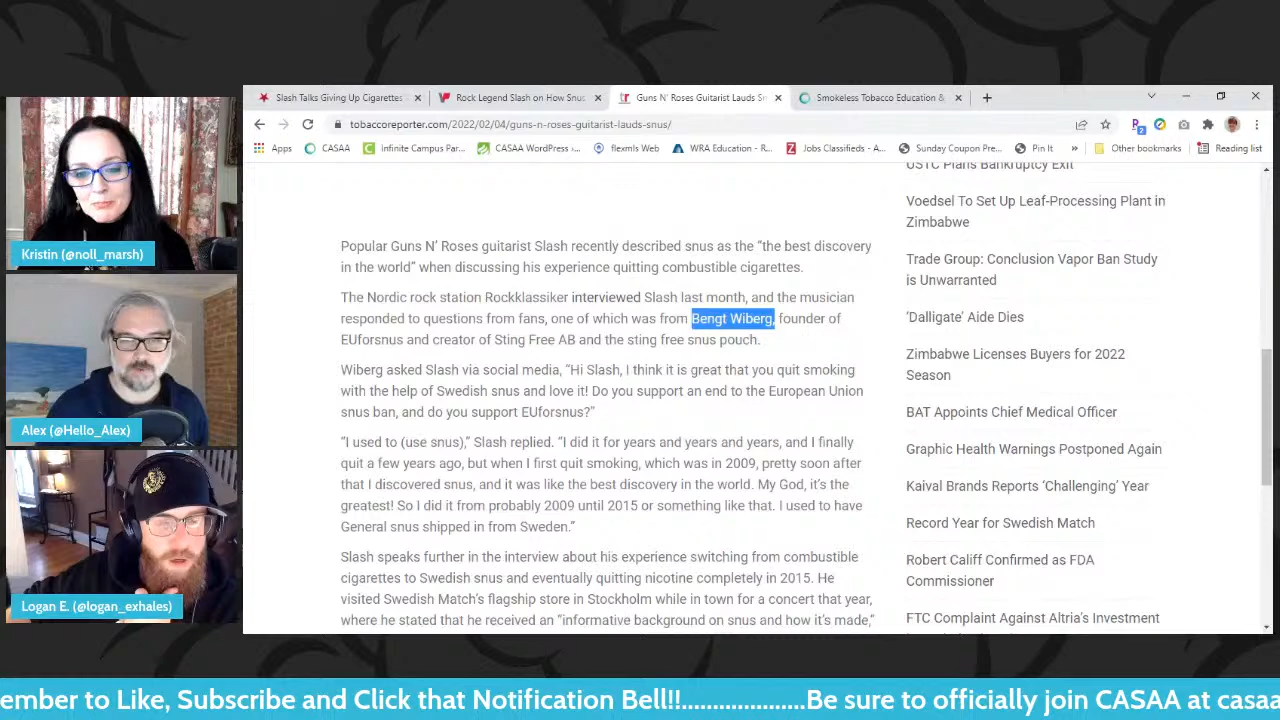 Kristin (@noll_marsh)
Alex (@Hello_Alex)
Logan E. (@logan_exhales)
Slash Talks Giving Up Cigarettes
Rock Legend Slash on How Snus
Guns N' Roses Guitarist Lauds Sn
Smokeless Tobacco Education &
tobaccoreporter.com/2022/02/04/guns-n-roses-guitarist-lauds-snus/
Apps
CASAA
Infinite Campus Par...
CASAA WordPress ‹...
flexmls Web
WRA Education - R...
Jobs Classifieds - A...
Sunday Coupon Pre...
Pin It
»
Other bookmarks
Reading list
Popular Guns N’ Roses guitarist Slash recently described snus as the “the best discovery
in the world” when discussing his experience quitting combustible cigarettes.
The Nordic rock station Rockklassiker interviewed Slash last month, and the musician
responded to questions from fans, one of which was from Bengt Wiberg, founder of
EUforsnus and creator of Sting Free AB and the sting free snus pouch.
Wiberg asked Slash via social media, “Hi Slash, I think it is great that you quit smoking
with the help of Swedish snus and love it! Do you support an end to the European Union
snus ban, and do you support EUforsnus?”
“I used to (use snus),” Slash replied. “I did it for years and years and years, and I finally
quit a few years ago, but when I first quit smoking, which was in 2009, pretty soon after
that I discovered snus, and it was like the best discovery in the world. My God, it’s the
greatest! So I did it from probably 2009 until 2015 or something like that. I used to have
General snus shipped in from Sweden.”
Slash speaks further in the interview about his experience switching from combustible
cigarettes to Swedish snus and eventually quitting nicotine completely in 2015. He
visited Swedish Match’s flagship store in Stockholm while in town for a concert that year,
where he stated that he received an “informative background on snus and how it’s made,”
USTC Plans Bankruptcy Exit
Voedsel To Set Up Leaf-Processing Plant in
Zimbabwe
Trade Group: Conclusion Vapor Ban Study
is Unwarranted
‘Dalligate’ Aide Dies
Zimbabwe Licenses Buyers for 2022
Season
BAT Appoints Chief Medical Officer
Graphic Health Warnings Postponed Again
Kaival Brands Reports ‘Challenging’ Year
Record Year for Swedish Match
Robert Califf Confirmed as FDA
Commissioner
FTC Complaint Against Altria’s Investment
ember to Like, Subscribe and Click that Notification Bell!!....................Be sure to officially join CASAA at casaa